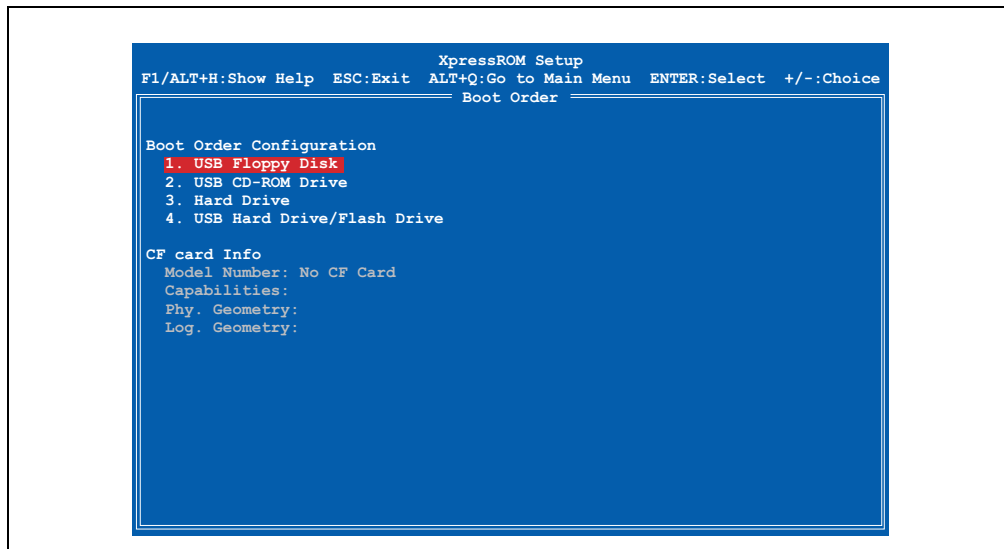 XpressROM Setup
F1/ALT+H:Show Help ESC:Exit ALT+Q:Go to Main Menu ENTER:Select +/-:Choice
Boot Order
Boot Order Configuration
1. USB Floppy Disk
2. USB CD-ROM Drive
3. Hard Drive
4. USB Hard Drive/Flash Drive
CF card Info
Model Number: No CF Card
Capabilities:
Phy. Geometry:
Log. Geometry: